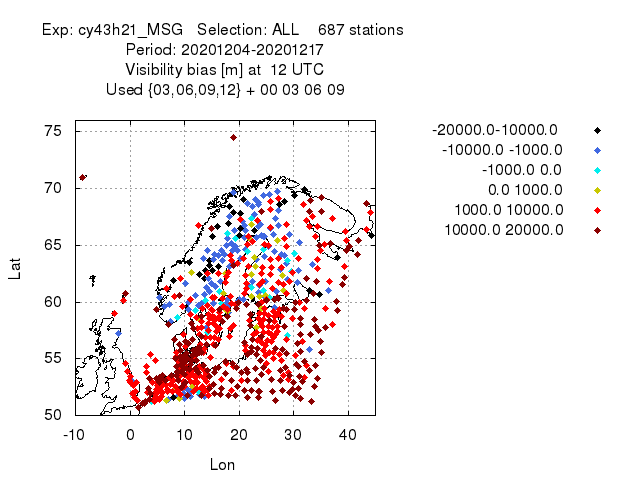 Exp: cy43h21_MSG   Selection: ALL    687 stations
Period: 20201204-20201217
Visibility bias [m] at  12 UTC
Used {03,06,09,12} + 00 03 06 09
-20000.0-10000.0
-10000.0 -1000.0
-1000.0 0.0
0.0 1000.0
1000.0 10000.0
10000.0 20000.0
75
70
65
60
55
50
Lat
-10 0 10 20 30 40
Lon